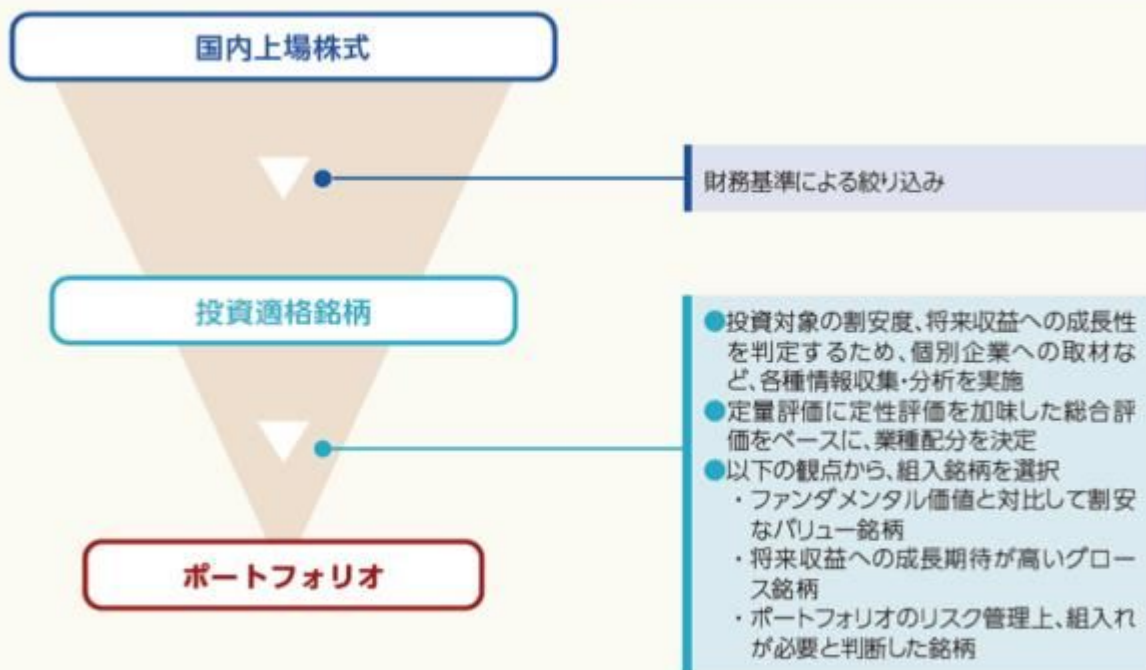 国内上場株式
財務基準による絞り込み
投資適格銘柄
●投資対象の割安度、将来収益への成長性
を判定するため、個別企業への取材な
ど、各種情報収集・分析を実施
●定量評価に定性評価を加味した総合評
価をベースに、業種配分を決定
●以下の観点から、組入銘柄を選択
・ファンダメンタル価値と対比して割安
なバリュー銘柄
・将来収益への成長期待が高いグロー
ス銘柄
・ポートフォリオのリスク管理上、組入れ
が必要と判断した銘柄
ポートフォリオ